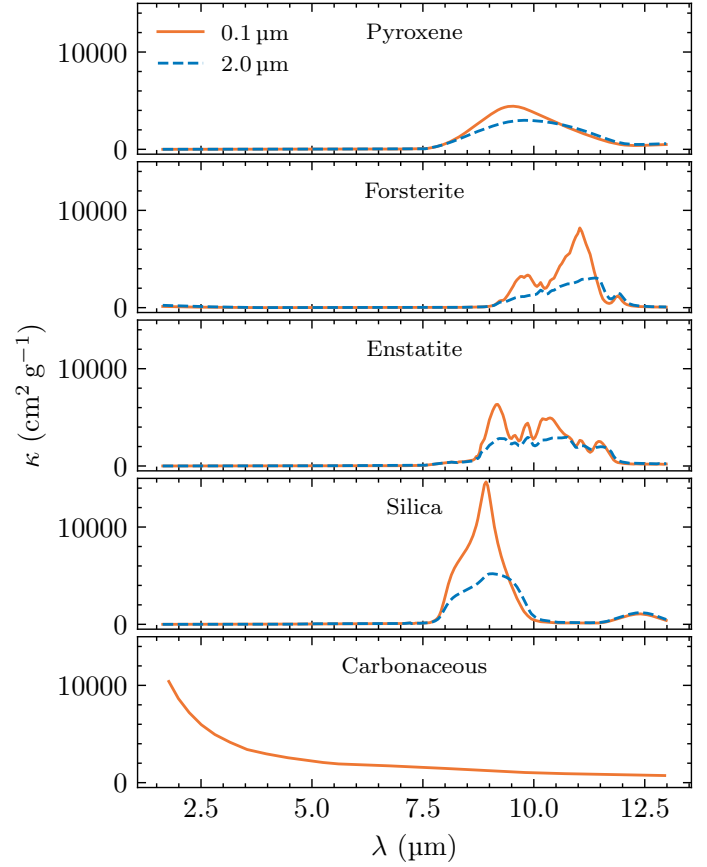 0.1 µm
2.0 µm
Pyroxene
10000
0
Forsterite
10000
0
Enstatite
10000
0
Silica
10000
0
Carbonaceous
10000
0
κ (cm² g⁻¹)
2.5 5.0 7.5 10.0 12.5
λ (µm)